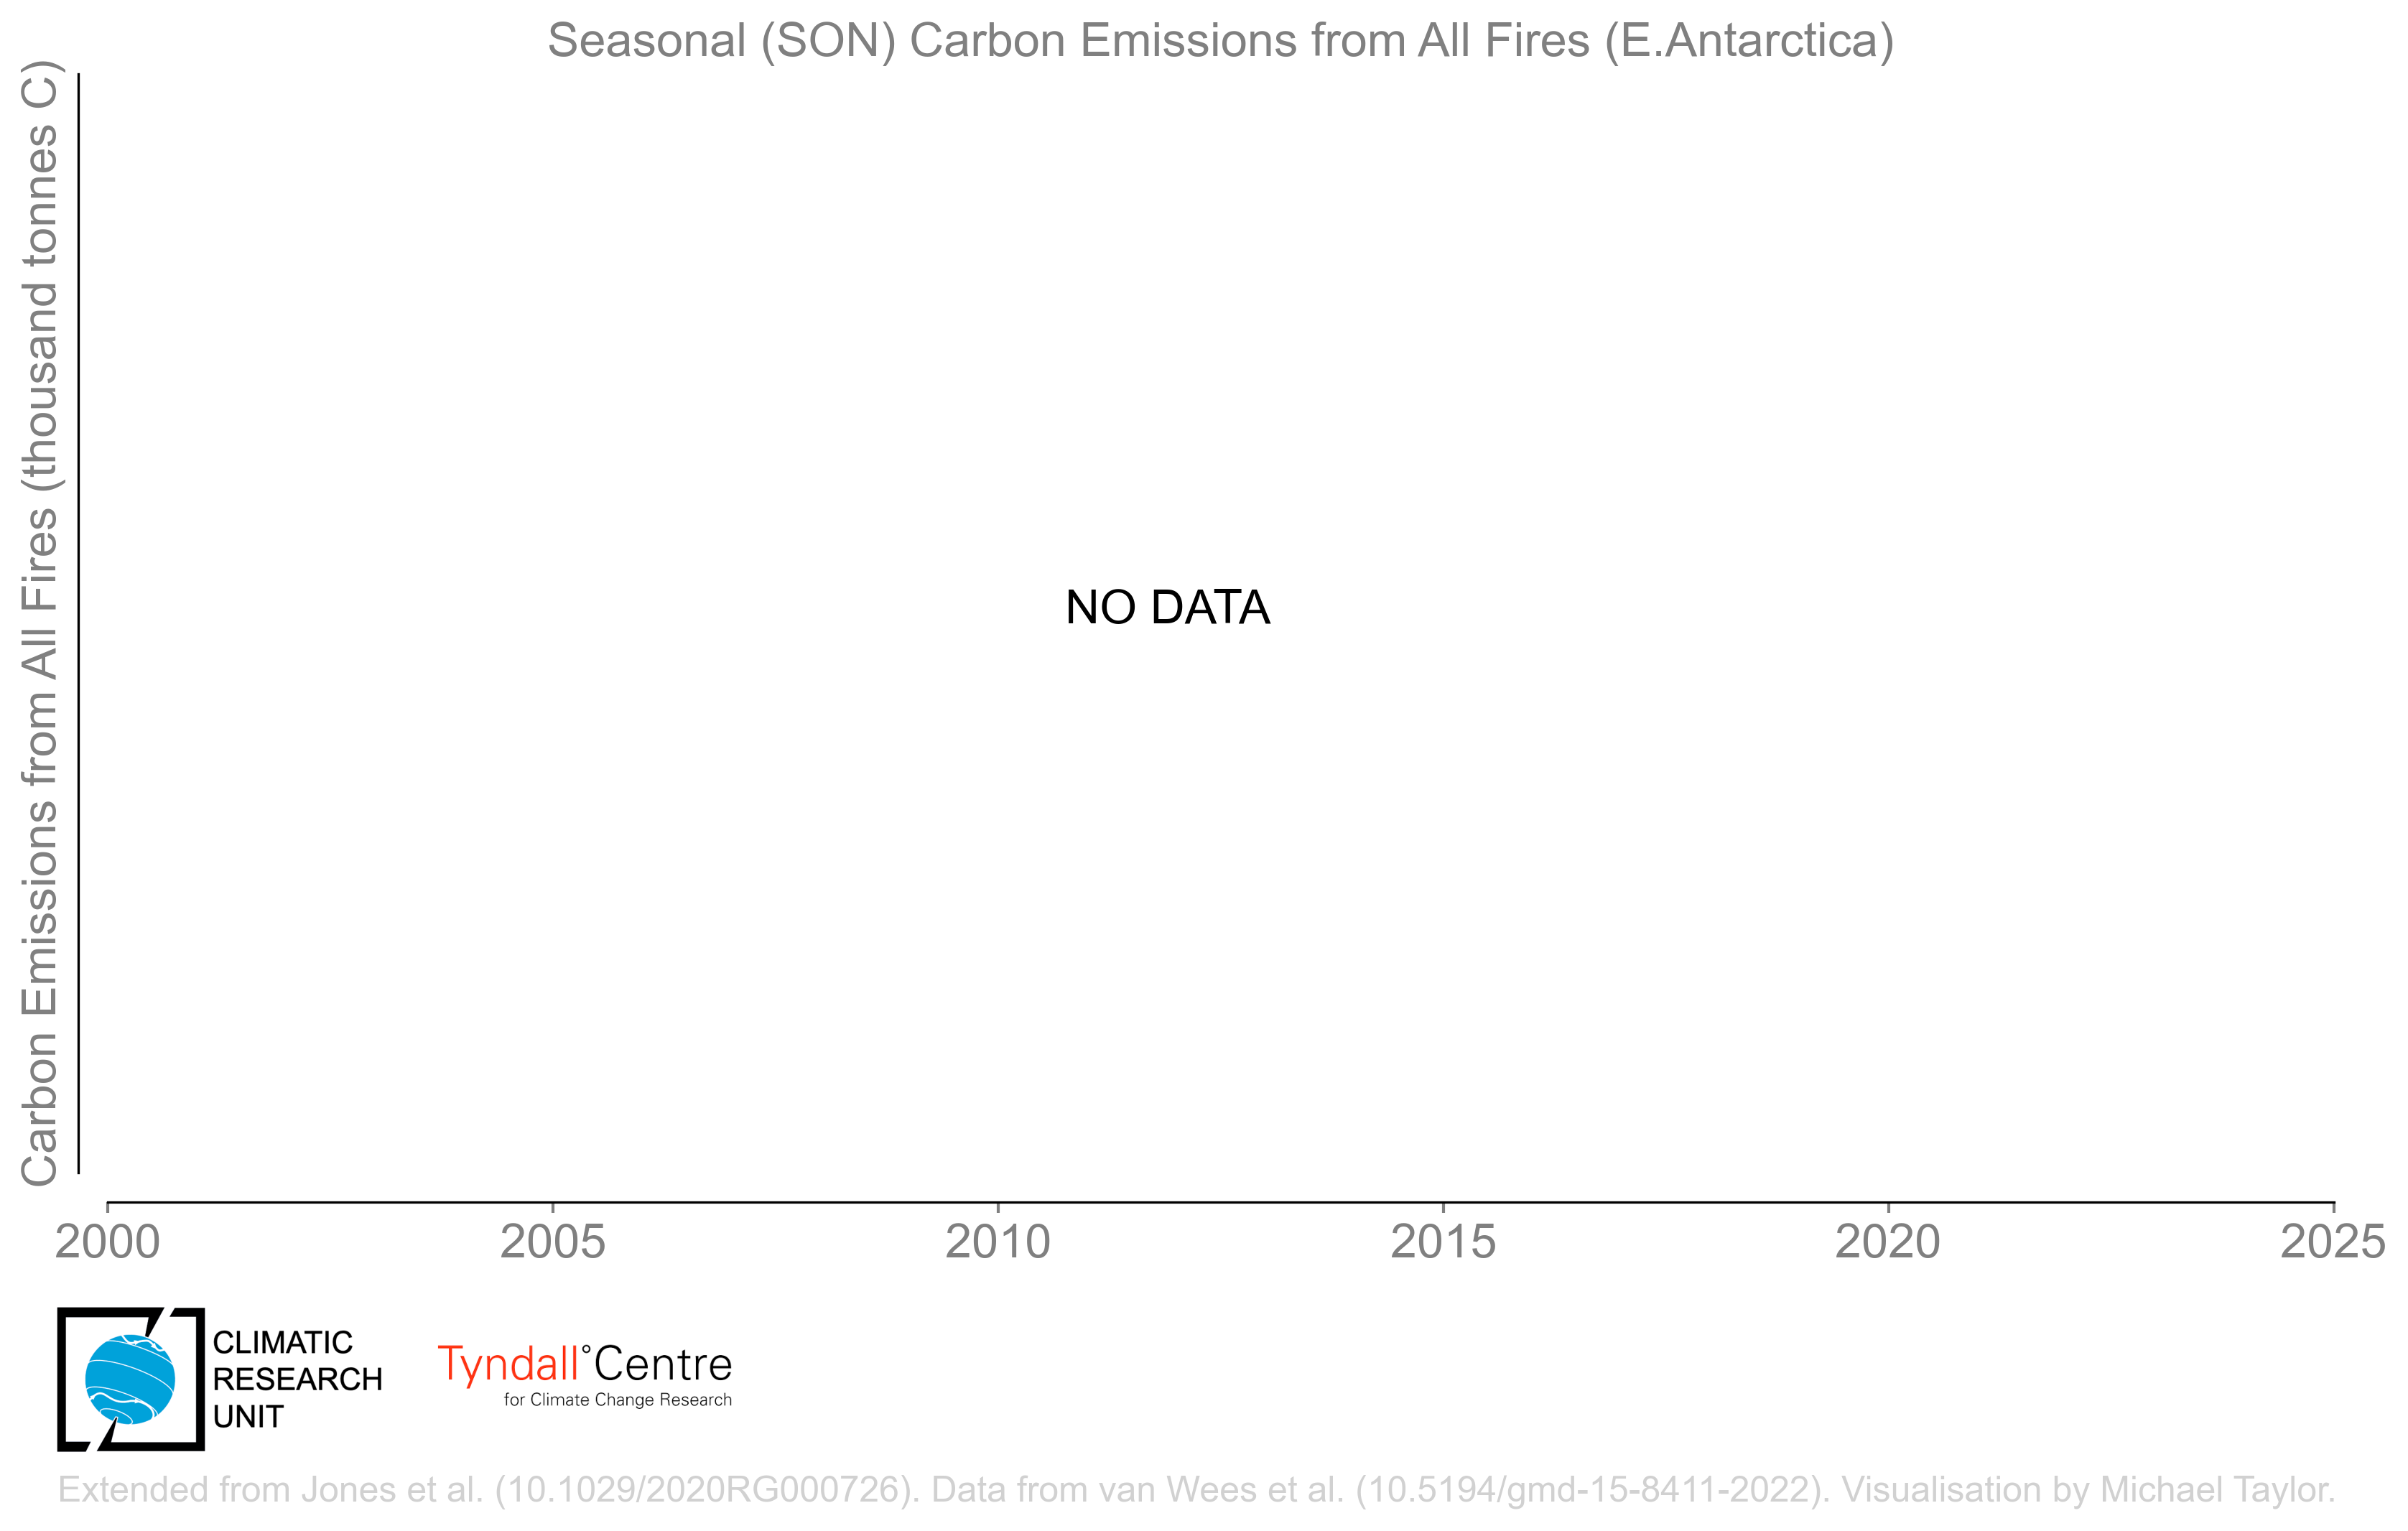 Seasonal (SON) Carbon Emissions from All Fires (E.Antarctica)
Carbon Emissions from All Fires (thousand tonnes C)
NO DATA
2000 2005 2010 2015 2020 2025
CLIMATIC
RESEARCH
UNIT
Tyndall°Centre
for Climate Change Research
Extended from Jones et al. (10.1029/2020RG000726). Data from van Wees et al. (10.5194/gmd-15-8411-2022). Visualisation by Michael Taylor.